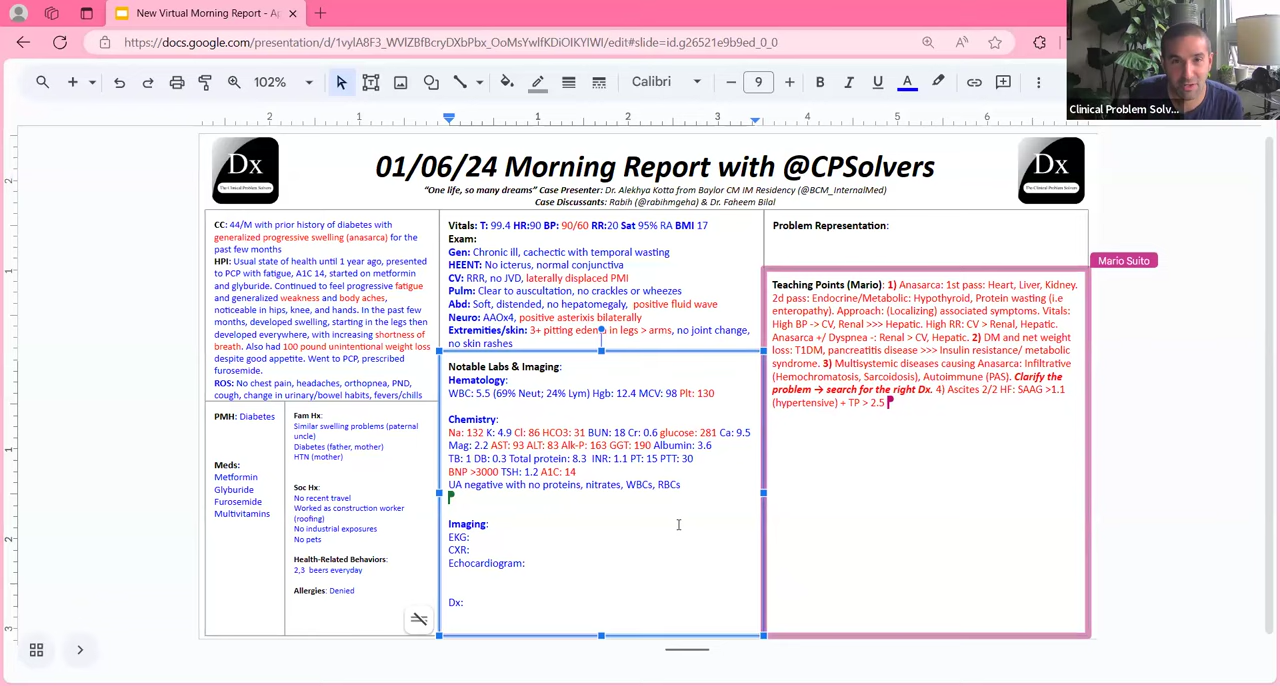 New Virtual Morning Report - Ap
https://docs.google.com/presentation/d/1vylA8F3_WVlZBfBcryDXbPbx_OoMsYwlfKDiOIKYIWI/edit#slide=id.g26521e9b9ed_0_0
102%
Calibri
9
Clinical Problem Solv...
2 1 1 2 3 4 5 6
Dx
The Clinical Problem Solvers
01/06/24 Morning Report with @CPSolvers
"One life, so many dreams" Case Presenter: Dr. Alekhya Kotta from Baylor CM IM Residency (@BCM_InternalMed)
Case Discussants: Rabih (@rabihmgeha) & Dr. Faheem Bilal
Dx
The Clinical Problem Solvers
CC: 44/M with prior history of diabetes with
generalized progressive swelling (anasarca) for the
past few months
HPI: Usual state of health until 1 year ago, presented
to PCP with fatigue, A1C 14, started on metformin
and glyburide. Continued to feel progressive fatigue
and generalized weakness and body aches,
noticeable in hips, knee, and hands. In the past few
months, developed swelling, starting in the legs then
developed everywhere, with increasing shortness of
breath. Also had 100 pound unintentional weight loss
despite good appetite. Went to PCP, prescribed
furosemide.
ROS: No chest pain, headaches, orthopnea, PND,
cough, change in urinary/bowel habits, fevers/chills
PMH: Diabetes
Meds:
Metformin
Glyburide
Furosemide
Multivitamins
Fam Hx:
Similar swelling problems (paternal
uncle)
Diabetes (father, mother)
HTN (mother)
Soc Hx:
No recent travel
Worked as construction worker
(roofing)
No industrial exposures
No pets
Health-Related Behaviors:
2,3 beers everyday
Allergies: Denied
Vitals: T: 99.4 HR:90 BP: 90/60 RR:20 Sat 95% RA BMI 17
Exam:
Gen: Chronic ill, cachectic with temporal wasting
HEENT: No icterus, normal conjunctiva
CV: RRR, no JVD, laterally displaced PMI
Pulm: Clear to auscultation, no crackles or wheezes
Abd: Soft, distended, no hepatomegaly, positive fluid wave
Neuro: AAOx4, positive asterixis bilaterally
Extremities/skin: 3+ pitting edema in legs > arms, no joint change,
no skin rashes
Notable Labs & Imaging:
Hematology:
WBC: 5.5 (69% Neut; 24% Lym) Hgb: 12.4 MCV: 98 Plt: 130
Chemistry:
Na: 132 K: 4.9 Cl: 86 HCO3: 31 BUN: 18 Cr: 0.6 glucose: 281 Ca: 9.5
Mag: 2.2 AST: 93 ALT: 83 Alk-P: 163 GGT: 190 Albumin: 3.6
TB: 1 DB: 0.3 Total protein: 8.3 INR: 1.1 PT: 15 PTT: 30
BNP >3000 TSH: 1.2 A1C: 14
UA negative with no proteins, nitrates, WBCs, RBCs
Imaging:
EKG:
CXR:
Echocardiogram:
Dx:
Problem Representation:
Mario Suito
Teaching Points (Mario): 1) Anasarca: 1st pass: Heart, Liver, Kidney.
2d pass: Endocrine/Metabolic: Hypothyroid, Protein wasting (i.e
enteropathy). Approach: (Localizing) associated symptoms. Vitals:
High BP -> CV, Renal >>> Hepatic. High RR: CV > Renal, Hepatic.
Anasarca +/ Dyspnea -: Renal > CV, Hepatic. 2) DM and net weight
loss: T1DM, pancreatitis disease >>> Insulin resistance/ metabolic
syndrome. 3) Multisystemic diseases causing Anasarca: Infiltrative
(Hemochromatosis, Sarcoidosis), Autoimmune (PAS). Clarify the
problem → search for the right Dx. 4) Ascites 2/2 HF: SAAG >1.1
(hypertensive) + TP > 2.5